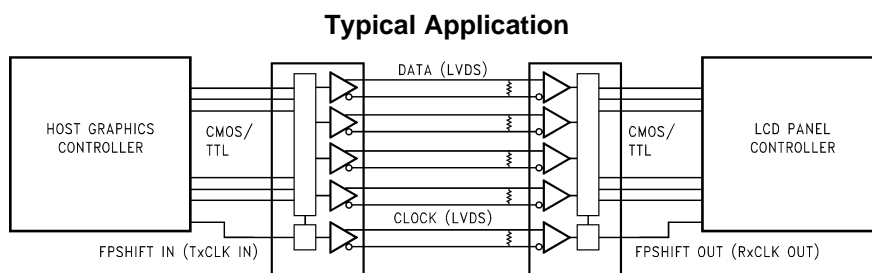 Typical Application
DATA (LVDS)
HOST GRAPHICS
CONTROLLER
CMOS/
TTL
CMOS/
TTL
LCD PANEL
CONTROLLER
CLOCK (LVDS)
FPSHIFT IN (TxCLK IN)
FPSHIFT OUT (RxCLK OUT)